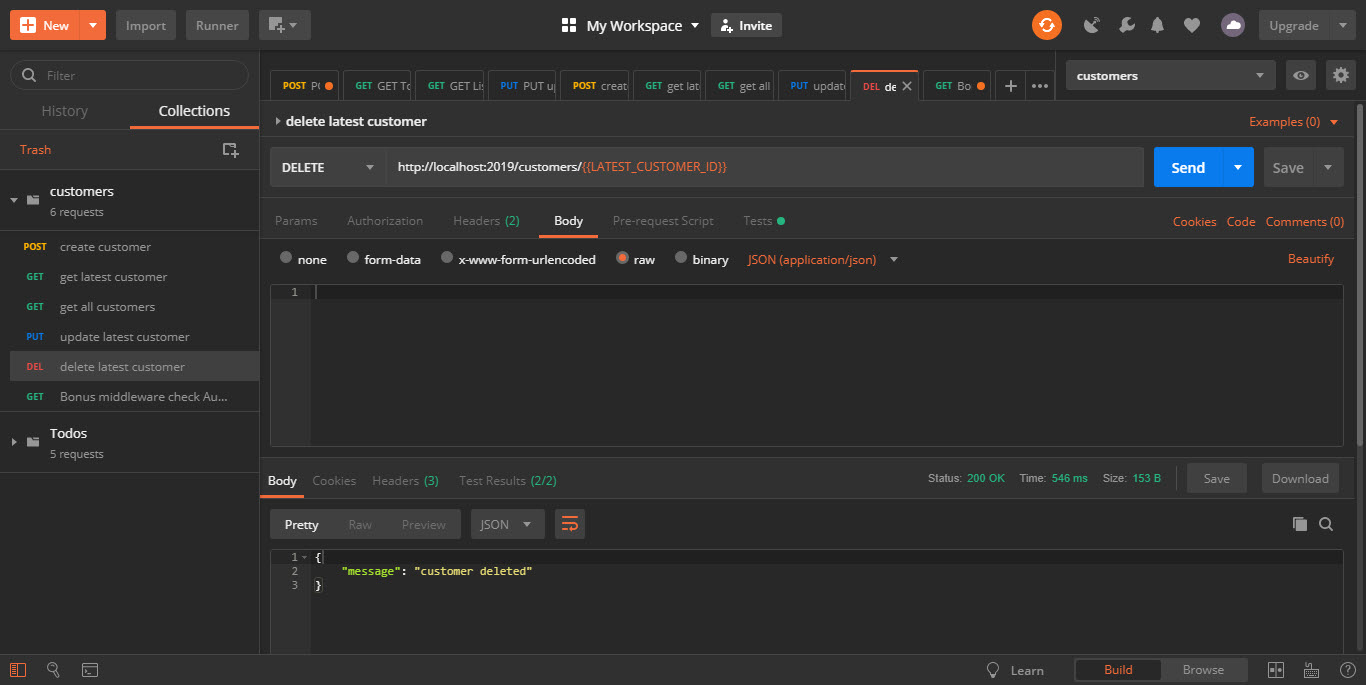 New Import Runner My Workspace Invite Upgrade
Filter
History Collections
Trash
customers
6 requests
POST create customer
GET get latest customer
GET get all customers
PUT update latest customer
DEL delete latest customer
GET Bonus middleware check Au...
Todos
5 requests
POST GET GET To GET GET Lis PUT PUT u POST creat GET get lat GET get all PUT update DEL de GET Bo
customers
delete latest customer Examples (0)
DELETE http://localhost:2019/customers/{{LATEST_CUSTOMER_ID}} Send Save
Params Authorization Headers (2) Body Pre-request Script Tests Cookies Code Comments (0)
none form-data x-www-form-urlencoded raw binary JSON (application/json) Beautify
1
Body Cookies Headers (3) Test Results (2/2) Status: 200 OK Time: 546 ms Size: 153 B Save Download
Pretty Raw Preview JSON
1 {
2 "message": "customer deleted"
3 }
Learn Build Browse